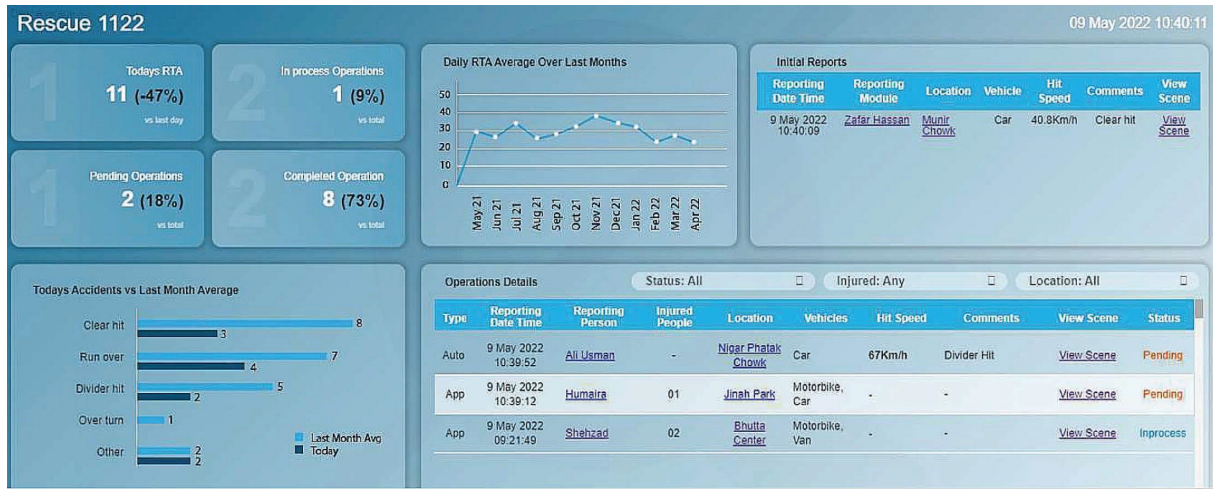 Rescue 1122
09 May 2022 10:40:11
1
Todays RTA
11 (-47%)
vs last day
2
In process Operations
1 (9%)
vs total
1
Pending Operations
2 (18%)
vs total
2
Completed Operation
8 (73%)
vs total
Daily RTA Average Over Last Months
50
40
30
20
10
0
May 21
Jun 21
Jul 21
Aug 21
Sep 21
Oct 21
Nov 21
Dec 21
Jan 22
Feb 22
Mar 22
Apr 22
Initial Reports
Reporting Reporting Location Vehicle Hit Comments View
Date Time Module Speed Scene
9 May 2022 Zafar Hassan Munir Car 40.8Km/h Clear hit View
10:40:09 Chowk Scene
Todays Accidents vs Last Month Average
Clear hit 8
3
Run over 7
4
Divider hit 5
2
Over turn 1
Other 2
2
Last Month Avg
Today
Operations Details Status: All Injured: Any Location: All
Type Reporting Reporting Injured Location Vehicles Hit Speed Comments View Scene Status
Date Time Person People
Auto 9 May 2022 Ali Usman - Nigar Phatak Car 67Km/h Divider Hit View Scene Pending
10:39:52 Chowk
App 9 May 2022 Humaira 01 Jinah Park Motorbike, - - View Scene Pending
10:39:12 Car
App 9 May 2022 Shehzad 02 Bhutta Motorbike, - - View Scene Inprocess
09:21:49 Center Van